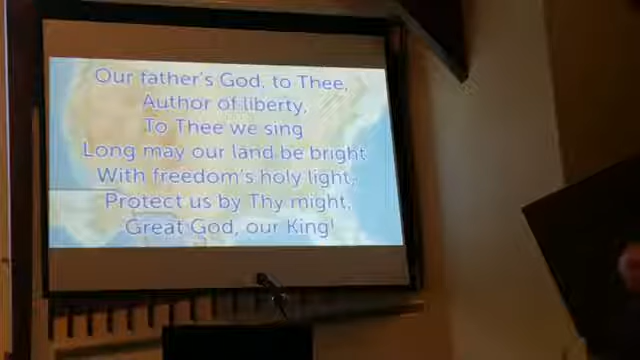 Our father's God, to Thee,
Author of liberty,
To Thee we sing
Long may our land be bright
With freedom's holy light,
Protect us by Thy might,
Great God, our King!